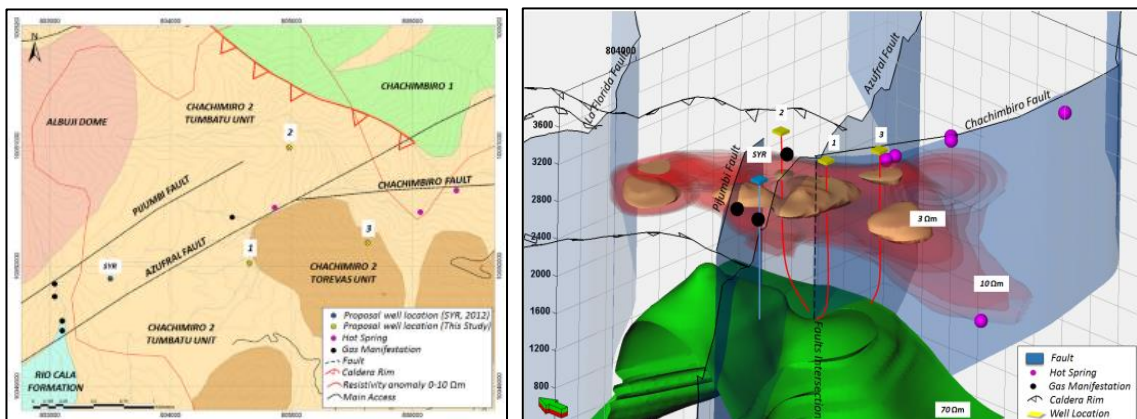 803000
804000
805000
806000
N
CHACHIMBIRO 1
CHACHIMIRO 2
TUMBATU UNIT
ALBUJI DOME
2
PIJUMBI FAULT
CHACHIMBIRO FAULT
AZUFRAL FAULT
1
3
SYR
CHACHIMIRO 2
TOREVAS UNIT
CHACHIMIRO 2
TUMBATU UNIT
RIO CALA
FORMATION
Proposal well location (SYR, 2012)
Proposal well location (This Study)
Hot Spring
Gas Manifestation
Fault
Caldera Rim
Resistivity anomaly 0-10 Ωm
Main Access
804000
La Florida Fault
Azufral Fault
Chachimbiro Fault
3600
3200
2800
2400
2000
1600
1200
800
2
1
3
SYR
Pijumbi Fault
3 Ωm
10 Ωm
70 Ωm
Faults Intersection
Fault
Hot Spring
Gas Manifestation
Caldera Rim
Well Location